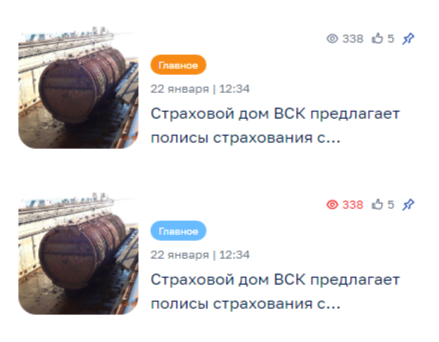 338 5
Главное
22 января | 12:34
Страховой дом ВСК предлагает
полисы страхования с...
338 5
Главное
22 января | 12:34
Страховой дом ВСК предлагает
полисы страхования с...